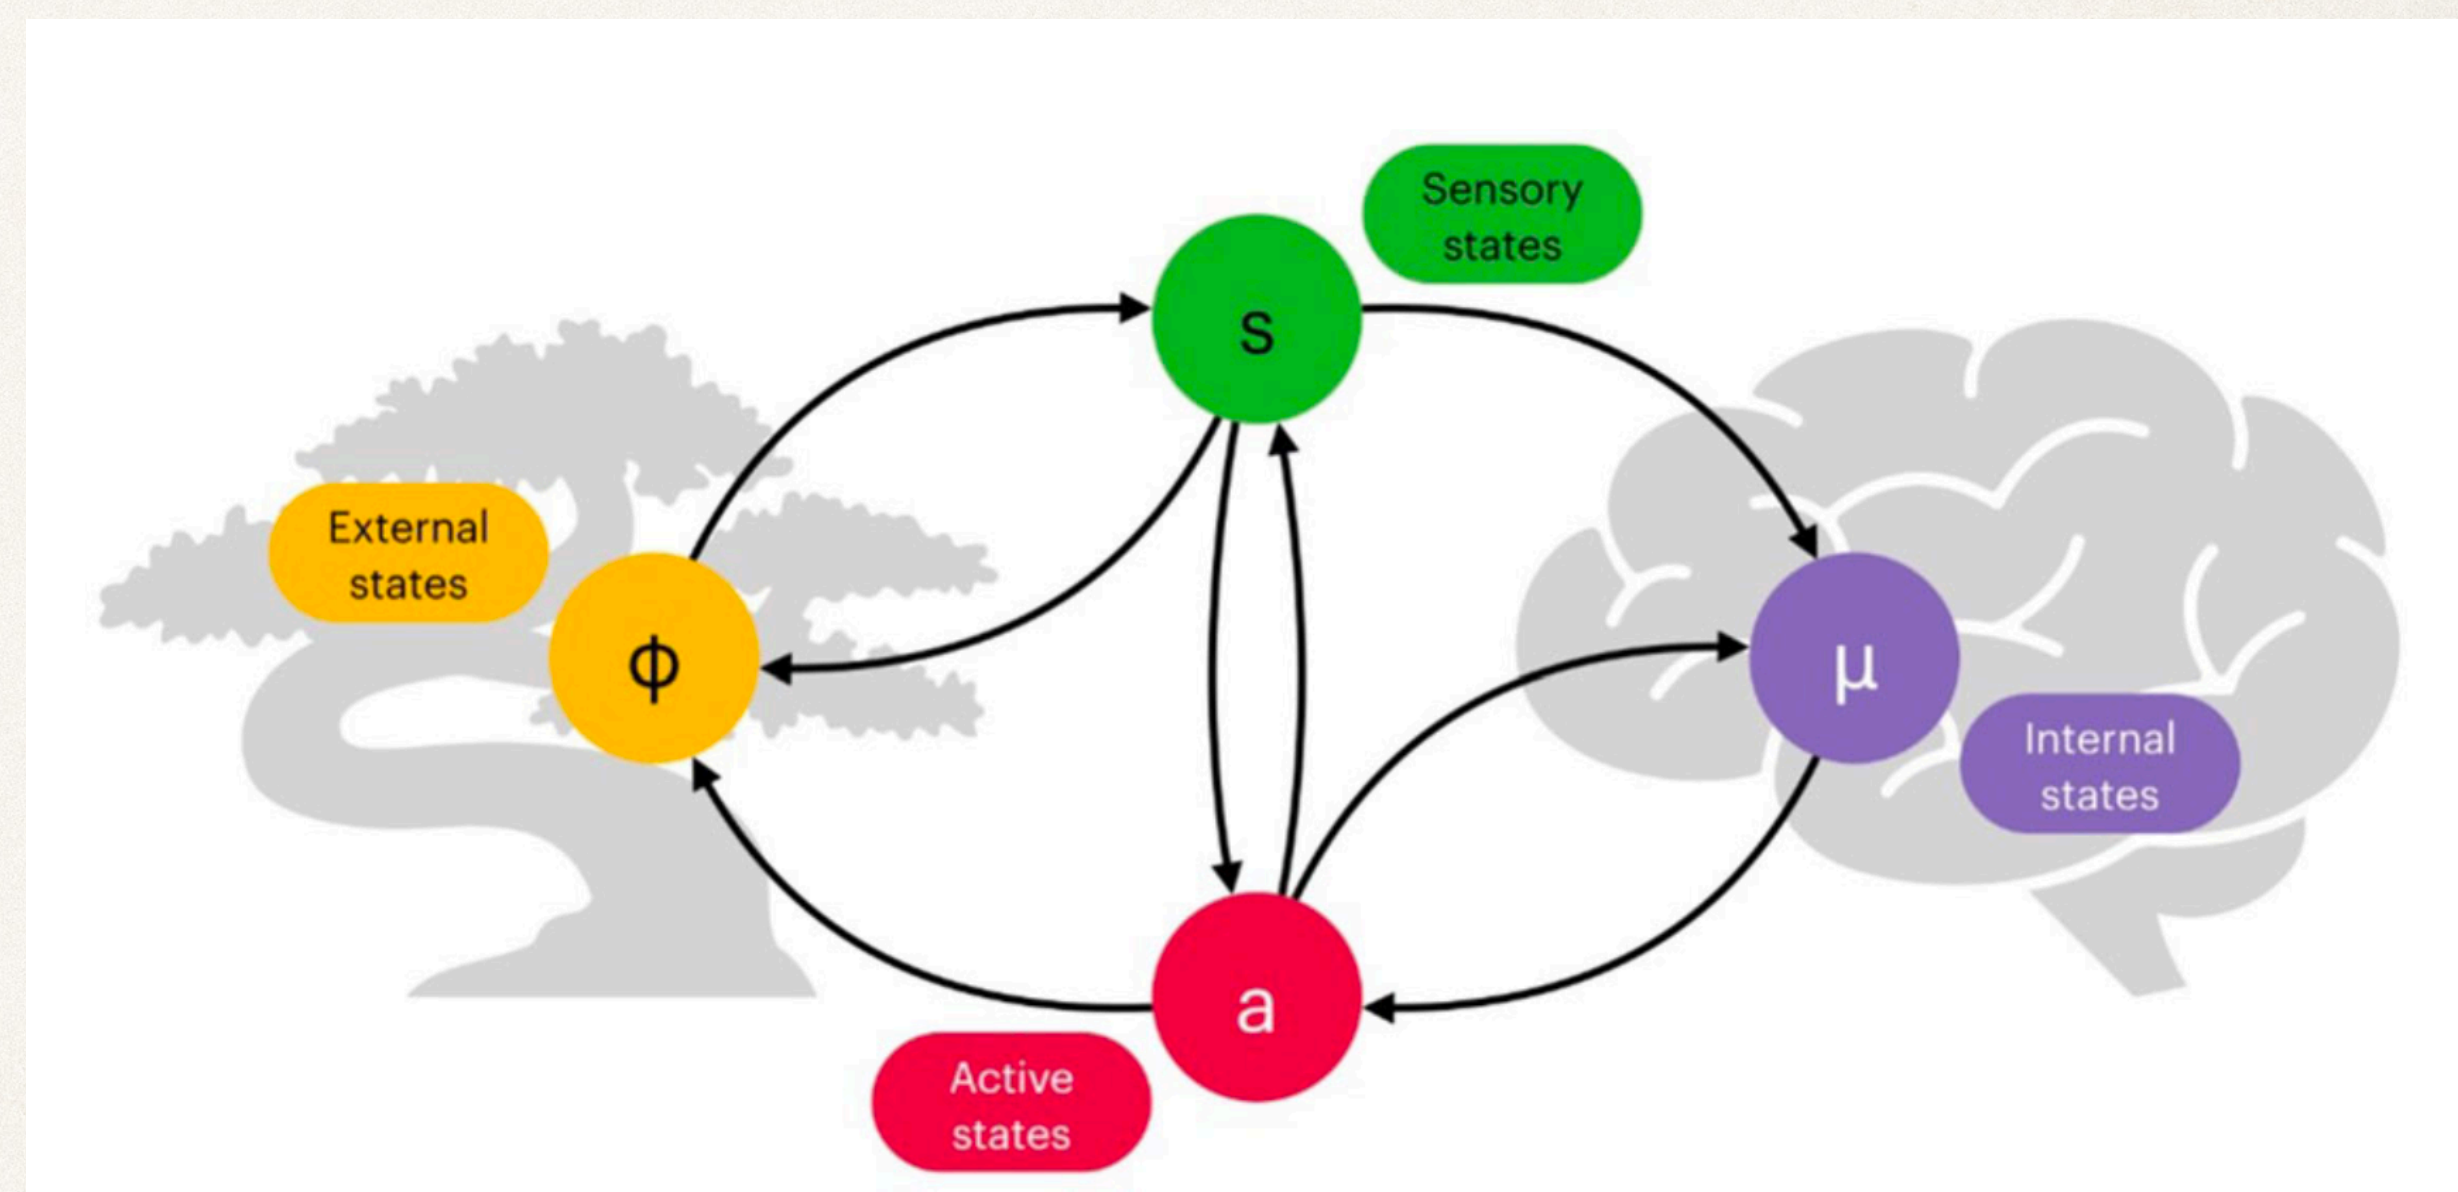 Sensory
states
s
External
states
ϕ
μ
Internal
states
a
Active
states